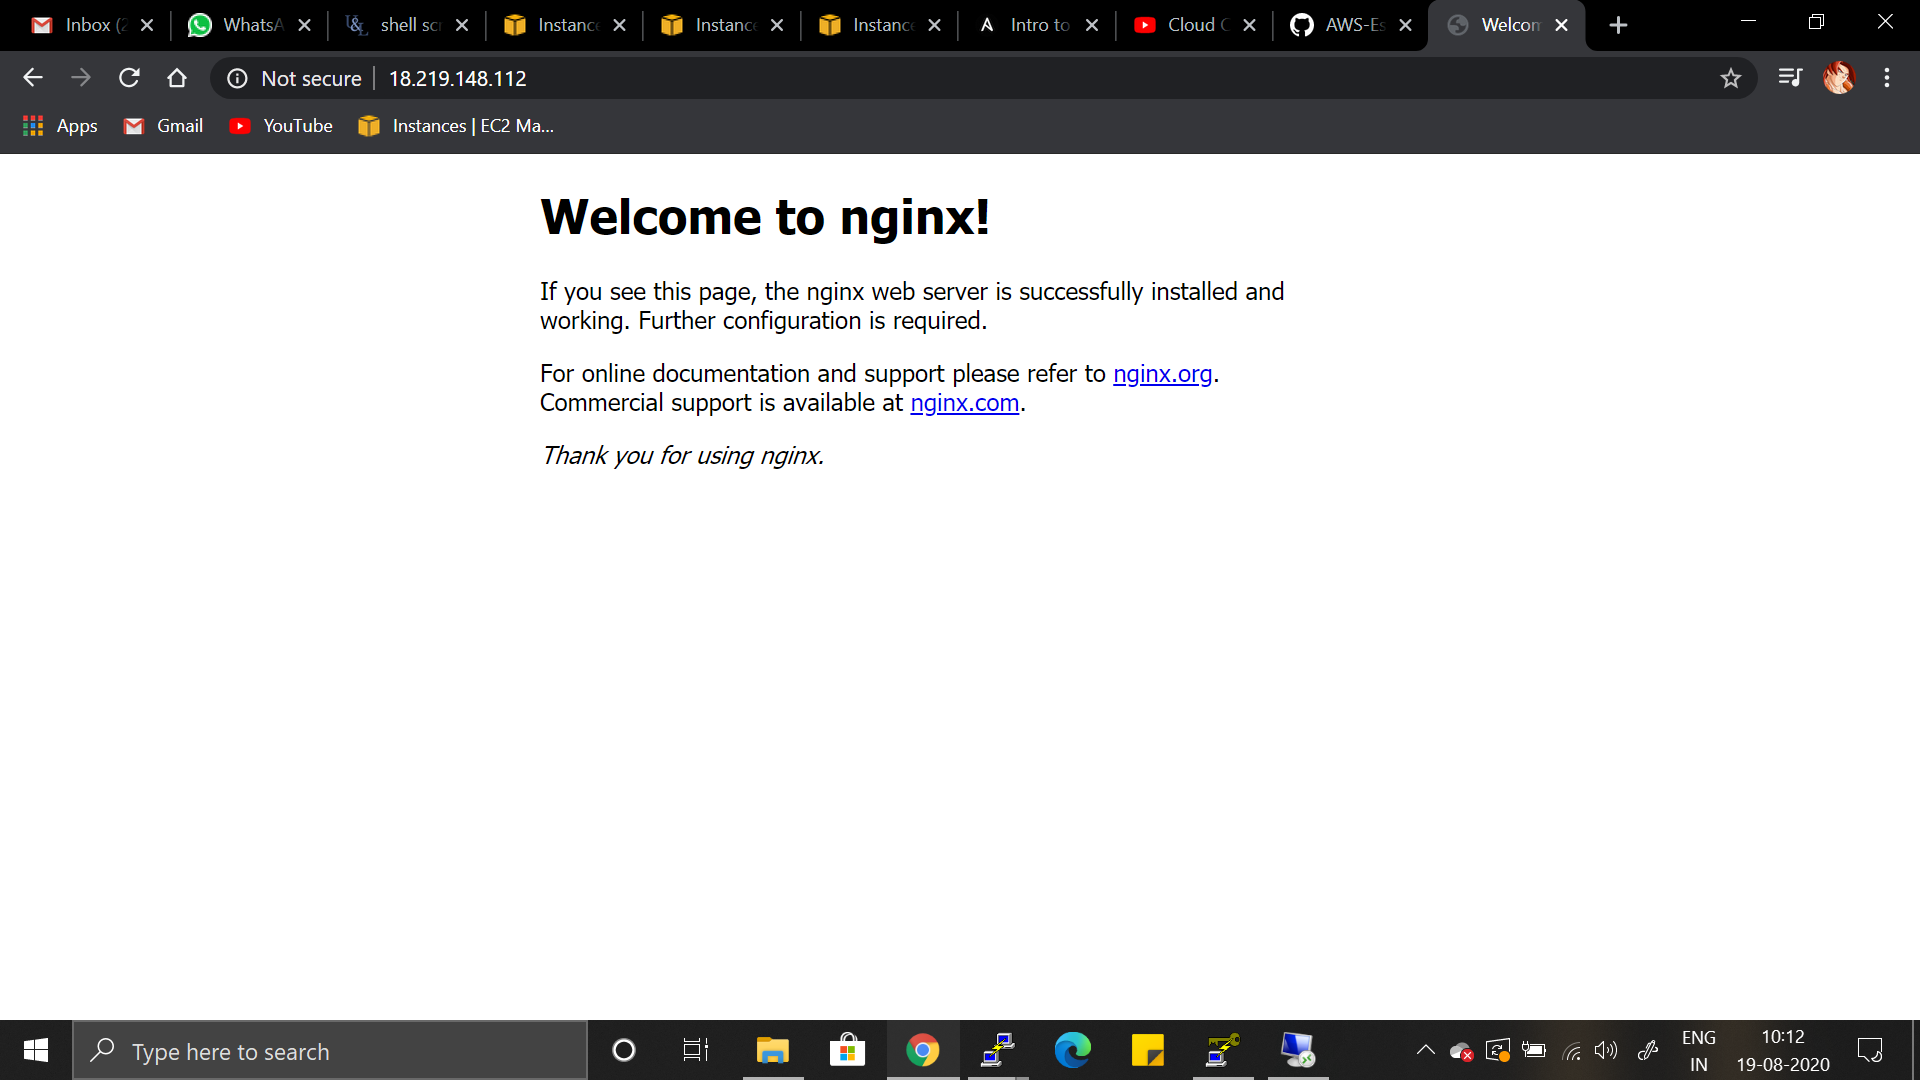 Inbox (2
WhatsA
shell scr
Instance
Instance
Instance
Intro to
Cloud C
AWS-Es
Welcom
Not secure
18.219.148.112
Apps
Gmail
YouTube
Instances | EC2 Ma...
Welcome to nginx!
If you see this page, the nginx web server is successfully installed and
working. Further configuration is required.
For online documentation and support please refer to nginx.org.
Commercial support is available at nginx.com.
Thank you for using nginx.
Type here to search
ENG
IN
10:12
19-08-2020